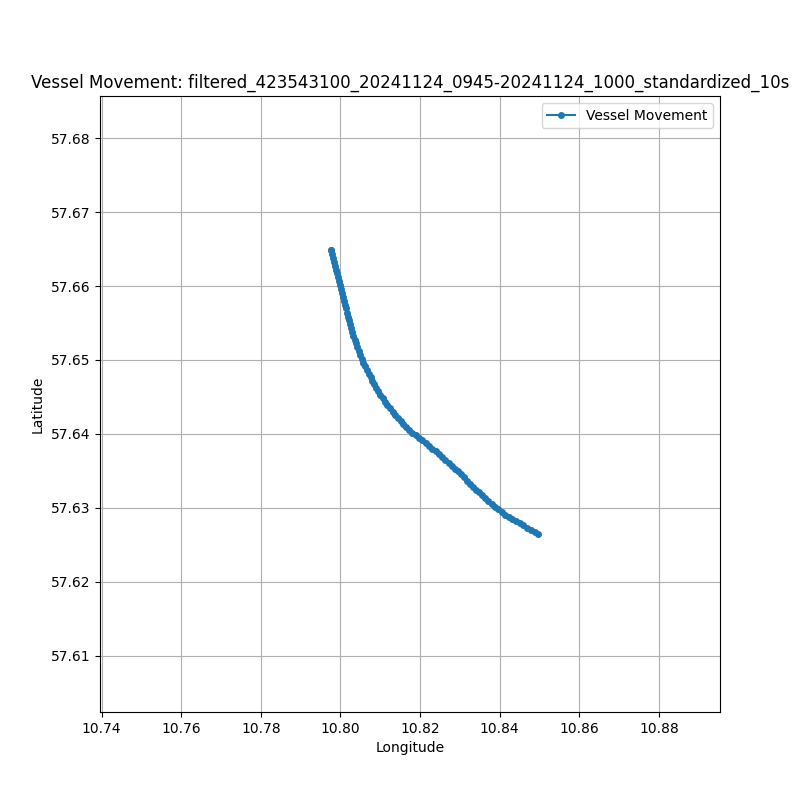 Vessel Movement: filtered_423543100_20241124_0945-20241124_1000_standardized_10s
Vessel Movement
57.68
57.67
57.66
57.65
57.64
57.63
57.62
57.61
Latitude
10.74 10.76 10.78 10.80 10.82 10.84 10.86 10.88
Longitude